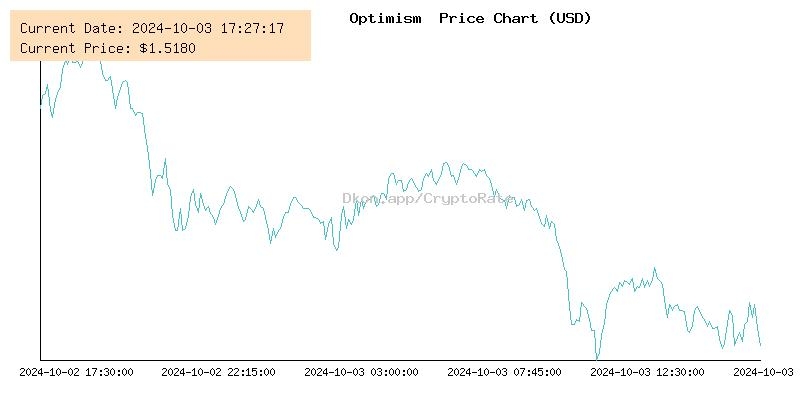 Optimism  Price Chart (USD)
Current Date: 2024-10-03 17:27:17
Current Price: $1.5180
Dkon.app/CryptoRate
2024-10-02 17:30:00 2024-10-02 22:15:00 2024-10-03 03:00:00 2024-10-03 07:45:00 2024-10-03 12:30:00 2024-10-03